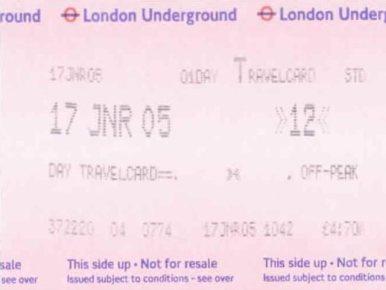 round London Underground London Underg
17JNR05 01DAY TRAVELCARD STD
17 JNR 05 »12«
DAY TRAVELCARD==. , OFF-PEAK
372220 04 0774 17JNR05 1042 £4:70
sale This side up • Not for resale This side up • Not for r
see over Issued subject to conditions - see over Issued subject to conditions